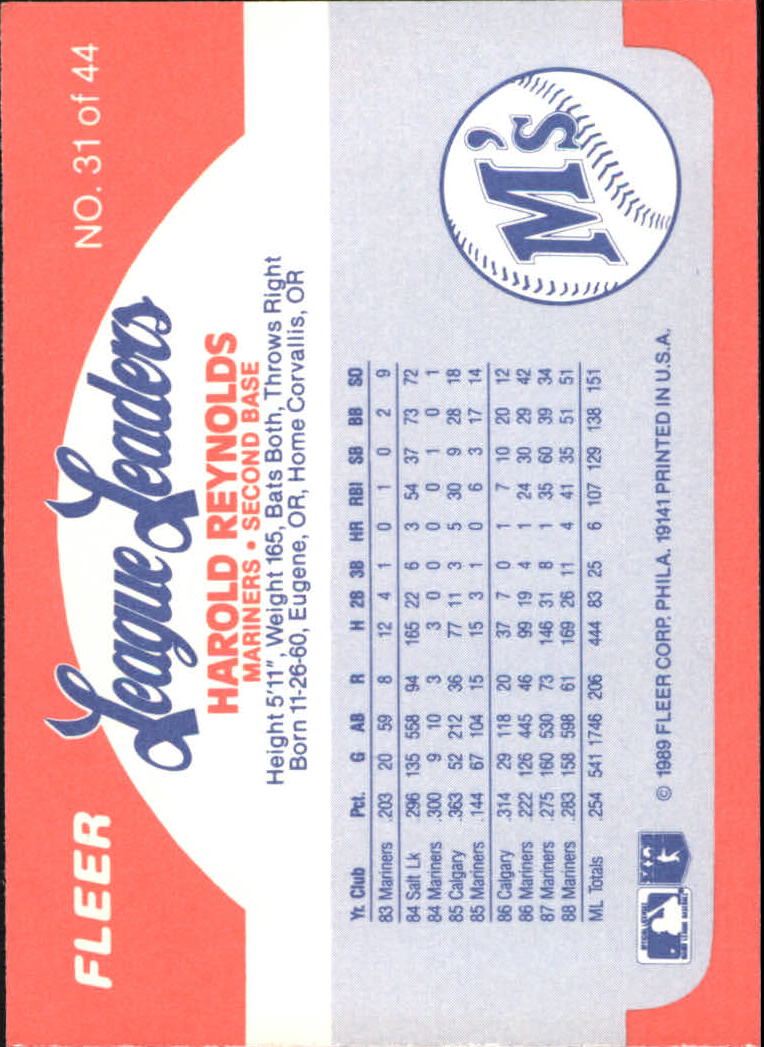 FLEER
NO. 31 of 44
League Leaders
HAROLD REYNOLDS
MARINERS • SECOND BASE
Height 5'11", Weight 165, Bats Both, Throws Right
Born 11-26-60, Eugene, OR, Home Corvallis, OR
M's
Yr. Club Pct. G AB R H 2B 3B HR RBI SB BB SO
83 Mariners .203 20 59 8 12 4 1 0 1 0 2 9
84 Salt Lk .296 135 558 94 165 22 6 3 54 37 73 72
84 Mariners .300 9 10 3 3 0 0 0 0 1 0 1
85 Calgary .363 52 212 36 77 11 3 5 30 9 28 18
85 Mariners .144 67 104 15 15 3 1 0 6 3 17 14
86 Calgary .314 29 118 20 37 7 0 1 7 10 20 12
86 Mariners .222 126 445 46 99 19 4 1 24 30 29 42
87 Mariners .275 160 530 73 146 31 8 1 35 60 39 34
88 Mariners .283 158 598 61 169 26 11 4 41 35 51 51
ML Totals .254 541 1746 206 444 83 25 6 107 129 138 151
© 1989 FLEER CORP. PHILA. 19141 PRINTED IN U.S.A.